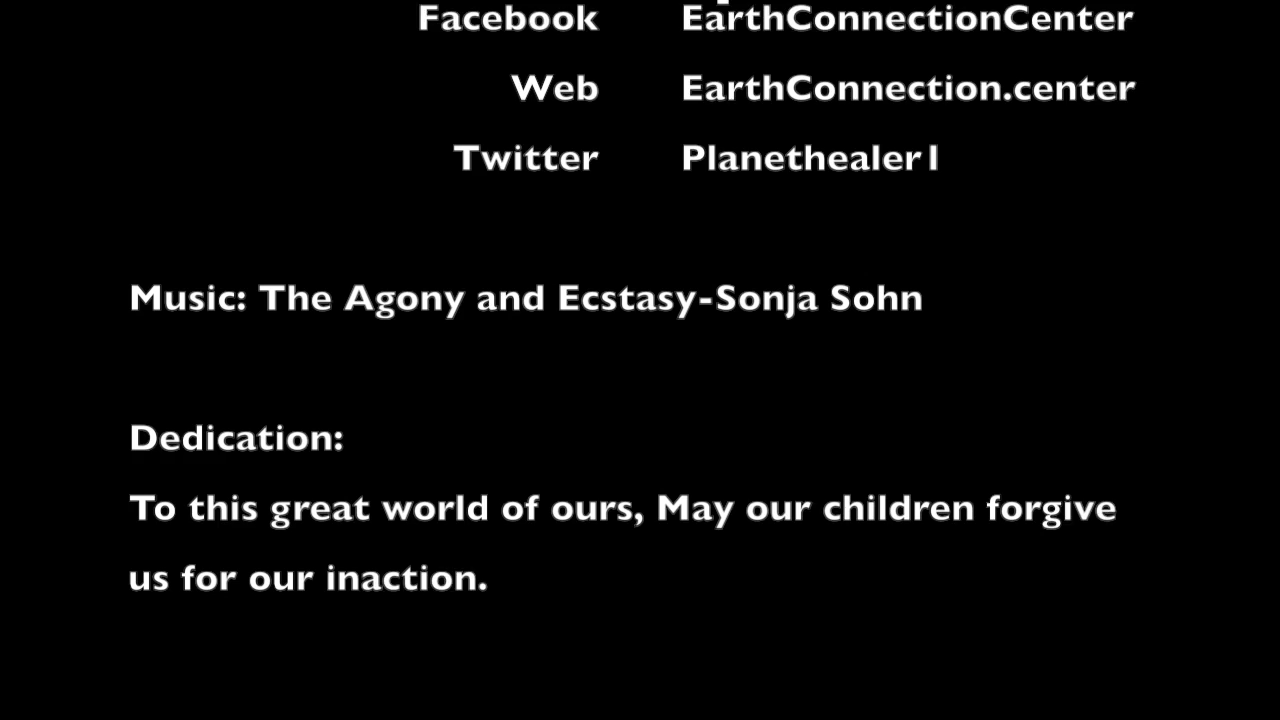 Facebook EarthConnectionCenter
Web EarthConnection.center
Twitter Planethealer1
Music: The Agony and Ecstasy-Sonja Sohn
Dedication:
To this great world of ours, May our children forgive
us for our inaction.